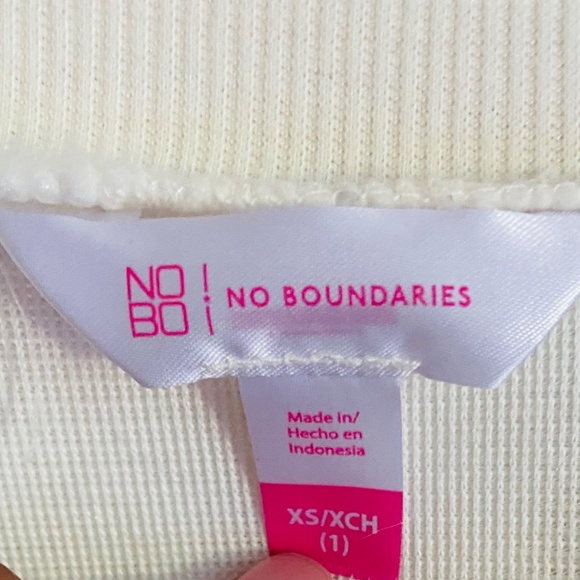 NO
BO
NO BOUNDARIES
Made in/
Hecho en
Indonesia
XS/XCH
(1)